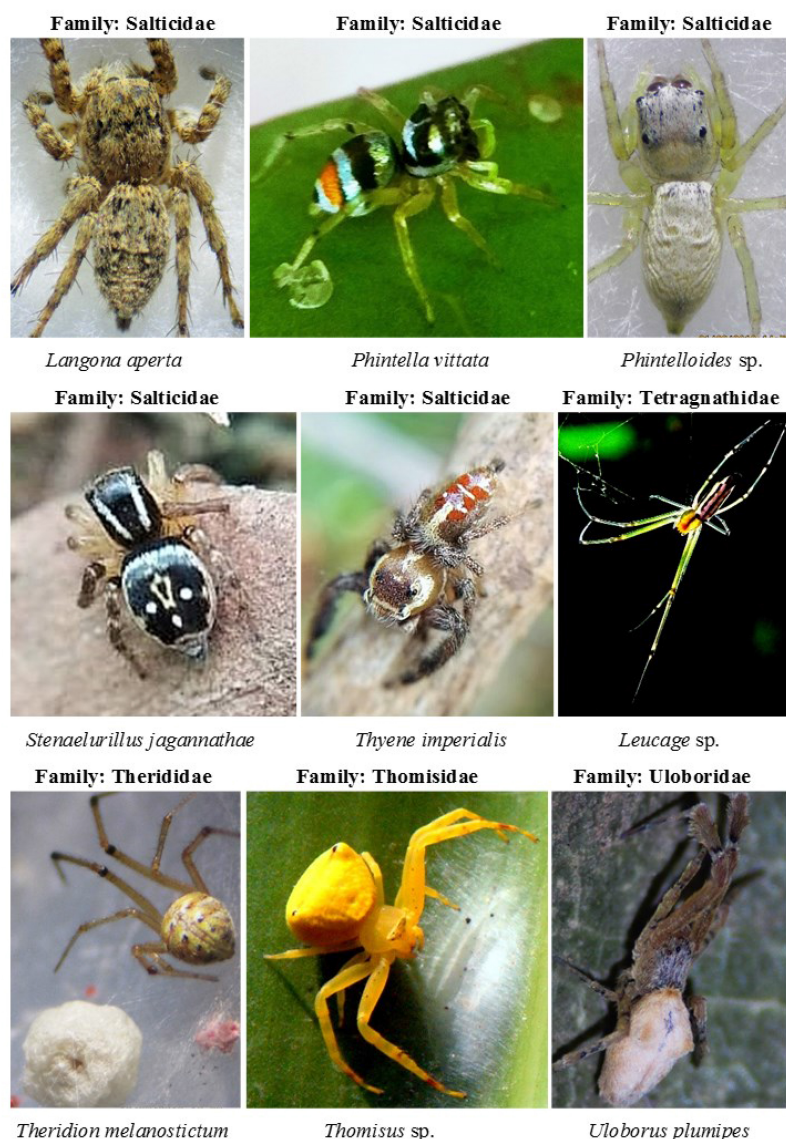 Family: Salticidae Family: Salticidae Family: Salticidae
Langona aperta Phintella vittata Phintelloides sp.
Family: Salticidae Family: Salticidae Family: Tetragnathidae
Stenaelurillus jagannathae Thyene imperialis Leucage sp.
Family: Therididae Family: Thomisidae Family: Uloboridae
Theridion melanostictum Thomisus sp. Uloborus plumipes